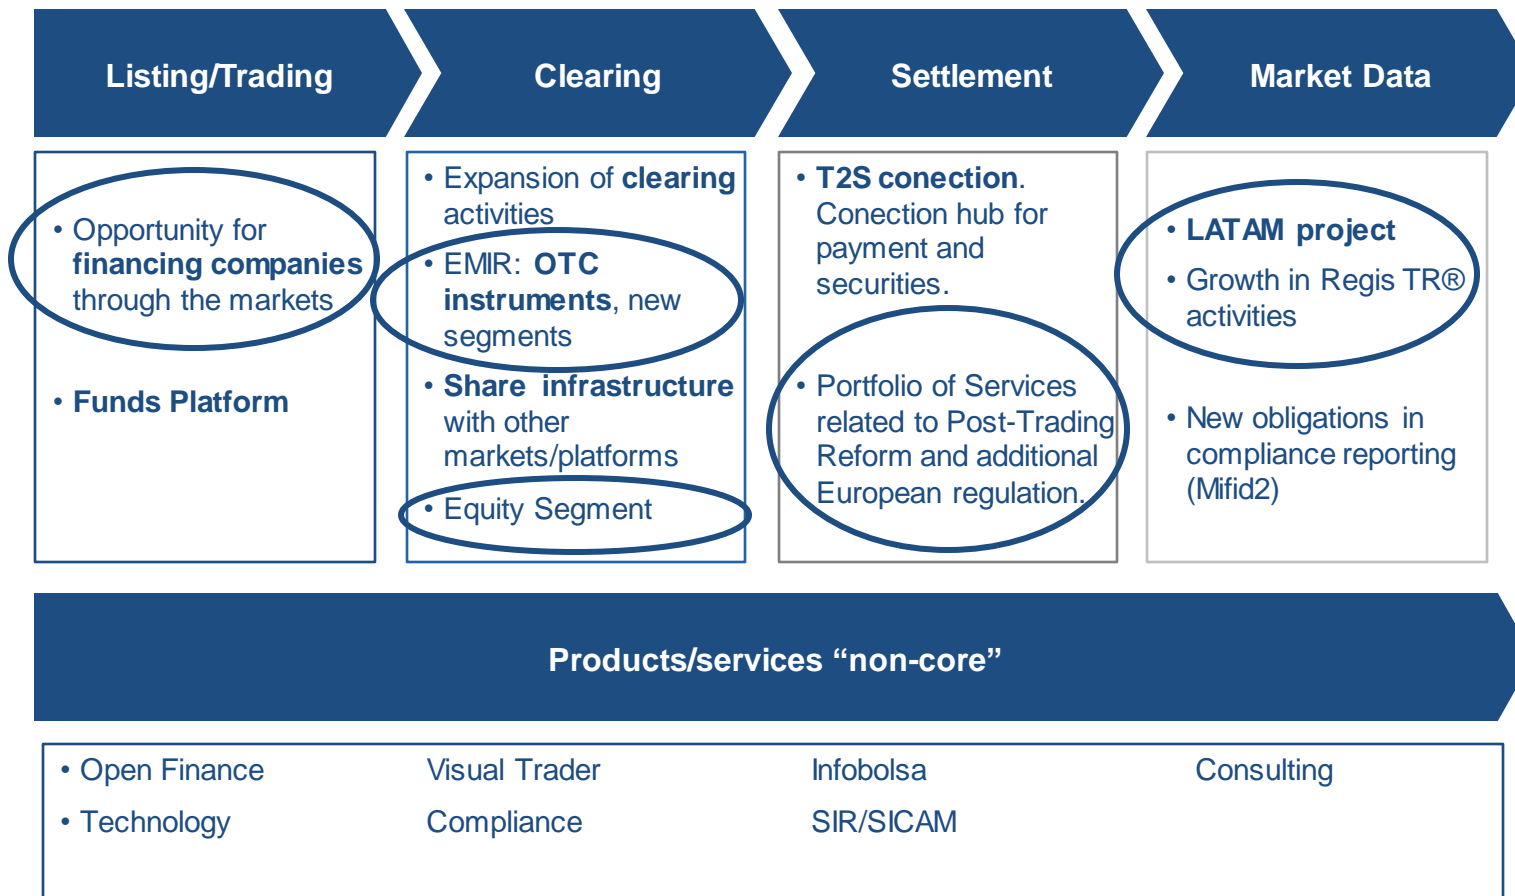 Listing/Trading
Clearing
Settlement
Market Data
• Opportunity for
financing companies
through the markets
• Funds Platform
• Expansion of clearing
activities
• EMIR: OTC
instruments, new
segments
• Share infrastructure
with other
markets/platforms
• Equity Segment
• T2S conection.
Conection hub for
payment and
securities.
• Portfolio of Services
related to Post-Trading
Reform and additional
European regulation.
• LATAM project
• Growth in Regis TR®
activities
• New obligations in
compliance reporting
(Mifid2)
Products/services “non-core”
• Open Finance Visual Trader Infobolsa Consulting
• Technology Compliance SIR/SICAM